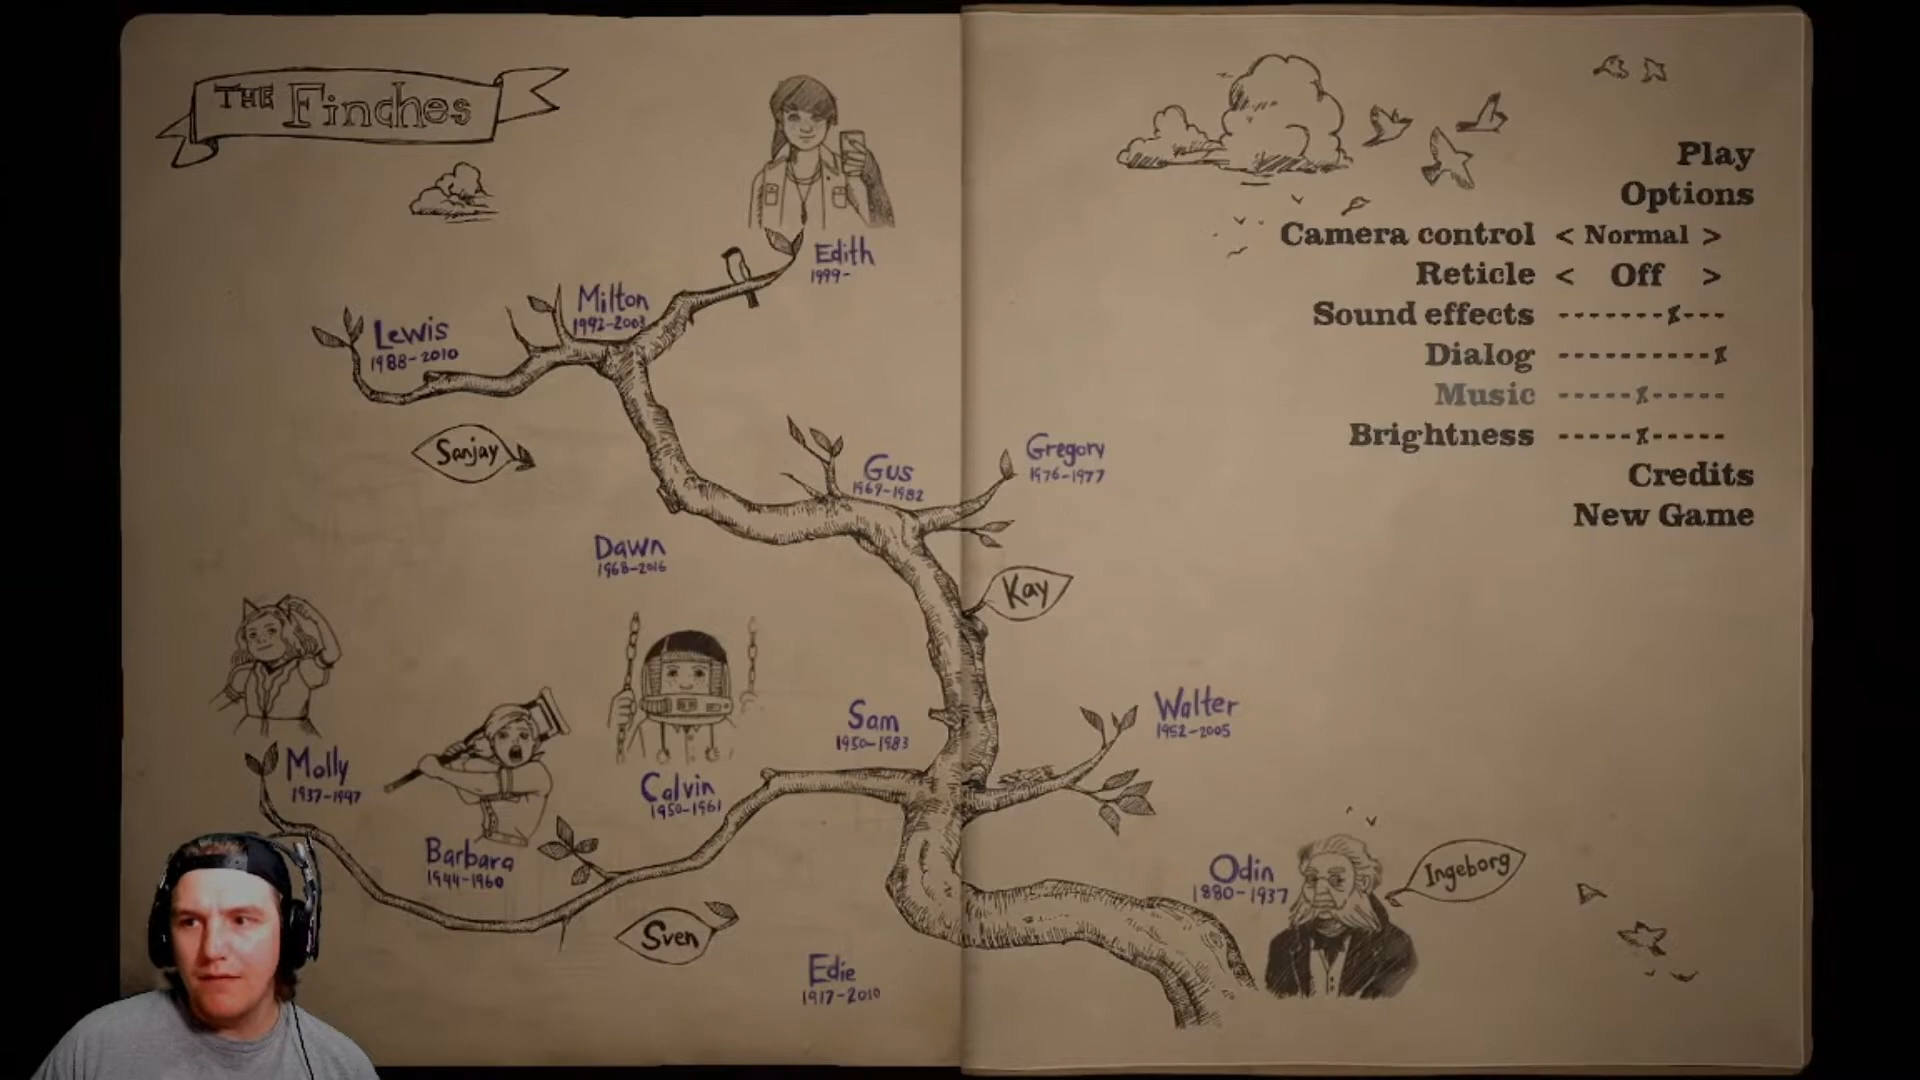 THE Finches
Edith
1999-
Milton
1992-2003
Lewis
1988-2010
Sanjay
Gus
1969-1982
Gregory
1976-1977
Dawn
1968-2016
Kay
Sam
1950-1983
Walter
1952-2005
Molly
1937-1947
Calvin
1950-1961
Barbara
1944-1960
Sven
Edie
1917-2010
Odin
1880-1937
Ingeborg
Play
Options
Camera control < Normal >
Reticle < Off >
Sound effects
Dialog
Music
Brightness
Credits
New Game